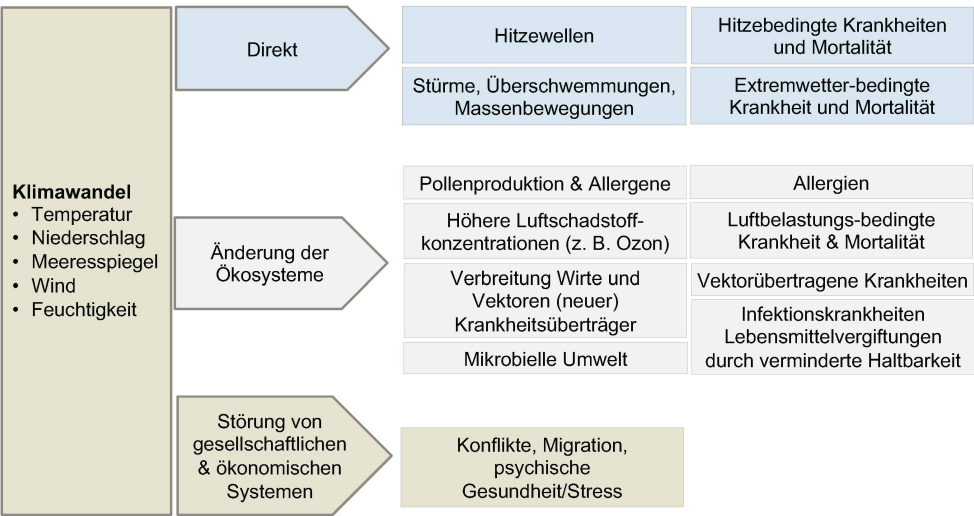 Klimawandel
• Temperatur
• Niederschlag
• Meeresspiegel
• Wind
• Feuchtigkeit
Direkt
Hitzewellen
Hitzebedingte Krankheiten
und Mortalität
Stürme, Überschwemmungen,
Massenbewegungen
Extremwetter-bedingte
Krankheit und Mortalität
Änderung der
Ökosysteme
Pollenproduktion & Allergene
Allergien
Höhere Luftschadstoff-
konzentrationen (z. B. Ozon)
Luftbelastungs-bedingte
Krankheit & Mortalität
Verbreitung Wirte und
Vektoren (neuer)
Krankheitsüberträger
Vektorübertragene Krankheiten
Mikrobielle Umwelt
Infektionskrankheiten
Lebensmittelvergiftungen
durch verminderte Haltbarkeit
Störung von
gesellschaftlichen
& ökonomischen
Systemen
Konflikte, Migration,
psychische
Gesundheit/Stress